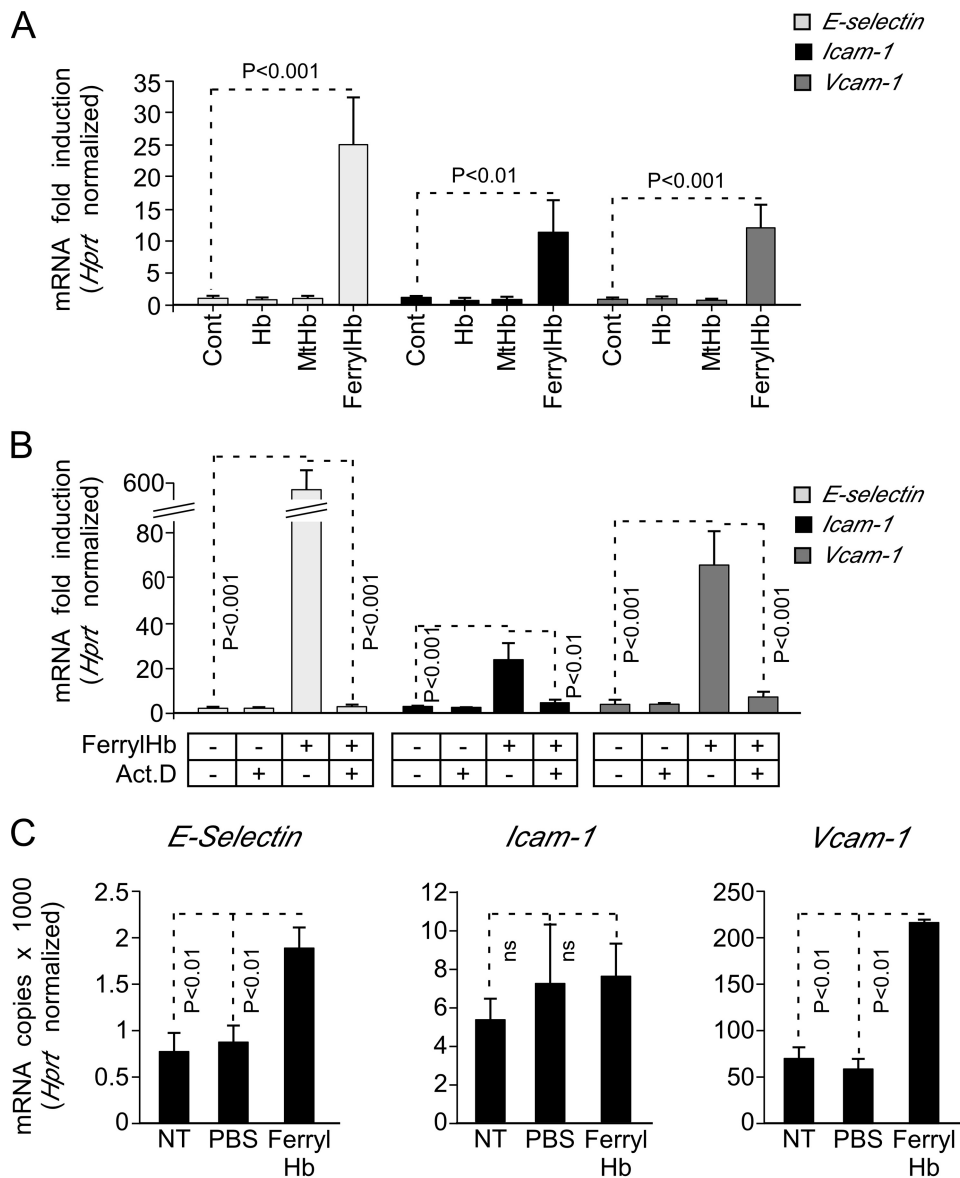 A
E-selectin
Icam-1
Vcam-1
mRNA fold induction
(Hprt normalized)
35
30
25
20
15
10
5
0
P<0.001
P<0.01
P<0.001
Cont
Hb
MtHb
FerrylHb
Cont
Hb
MtHb
FerrylHb
Cont
Hb
MtHb
FerrylHb
B
E-selectin
Icam-1
Vcam-1
mRNA fold induction
(Hprt normalized)
600
80
60
40
20
0
P<0.001
P<0.001
P<0.001
P<0.01
P<0.001
P<0.001
FerrylHb - - + + - - + + - - + +
Act.D - + - + - + - + - + - +
C
E-Selectin
Icam-1
Vcam-1
mRNA copies x 1000
(Hprt normalized)
2.5
2
1.5
1
0.5
0
P<0.01
P<0.01
NT PBS Ferryl
Hb
12
10
8
6
4
2
0
ns
ns
NT PBS Ferryl
Hb
250
200
150
100
50
0
P<0.01
P<0.01
NT PBS Ferryl
Hb